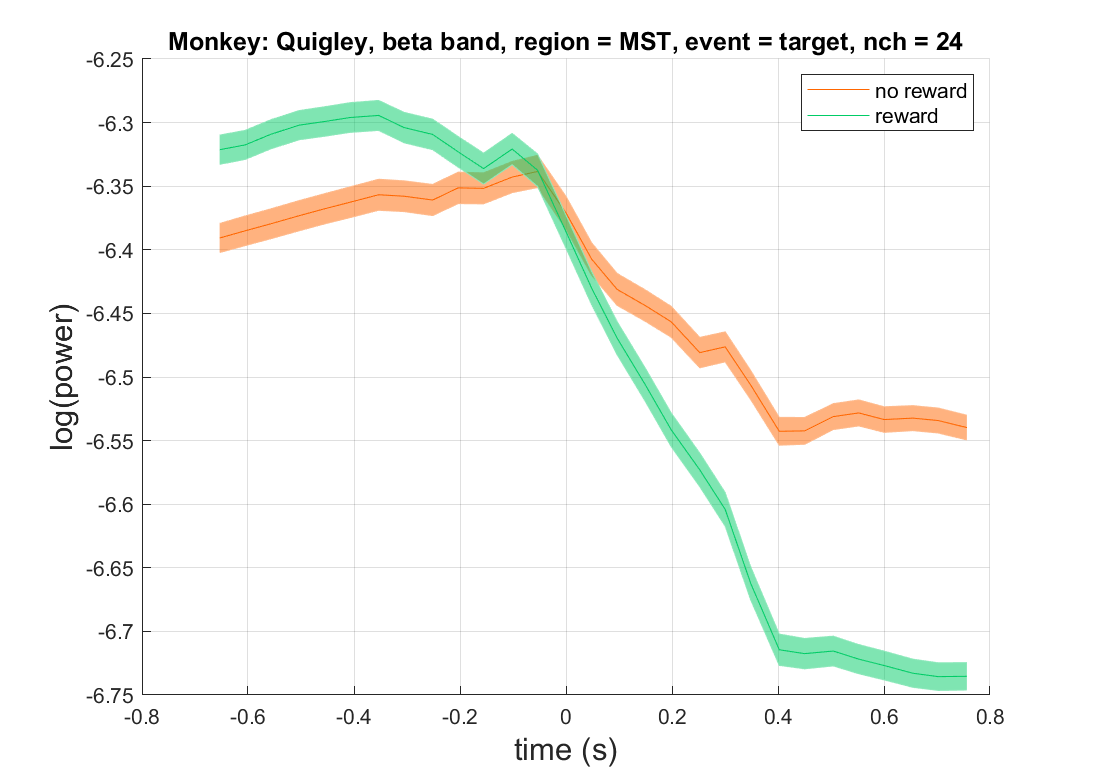 Monkey: Quigley, beta band, region = MST, event = target, nch = 24
no reward
reward
-6.25
-6.3
-6.35
-6.4
-6.45
-6.5
-6.55
-6.6
-6.65
-6.7
-6.75
log(power)
-0.8 -0.6 -0.4 -0.2 0 0.2 0.4 0.6 0.8
time (s)